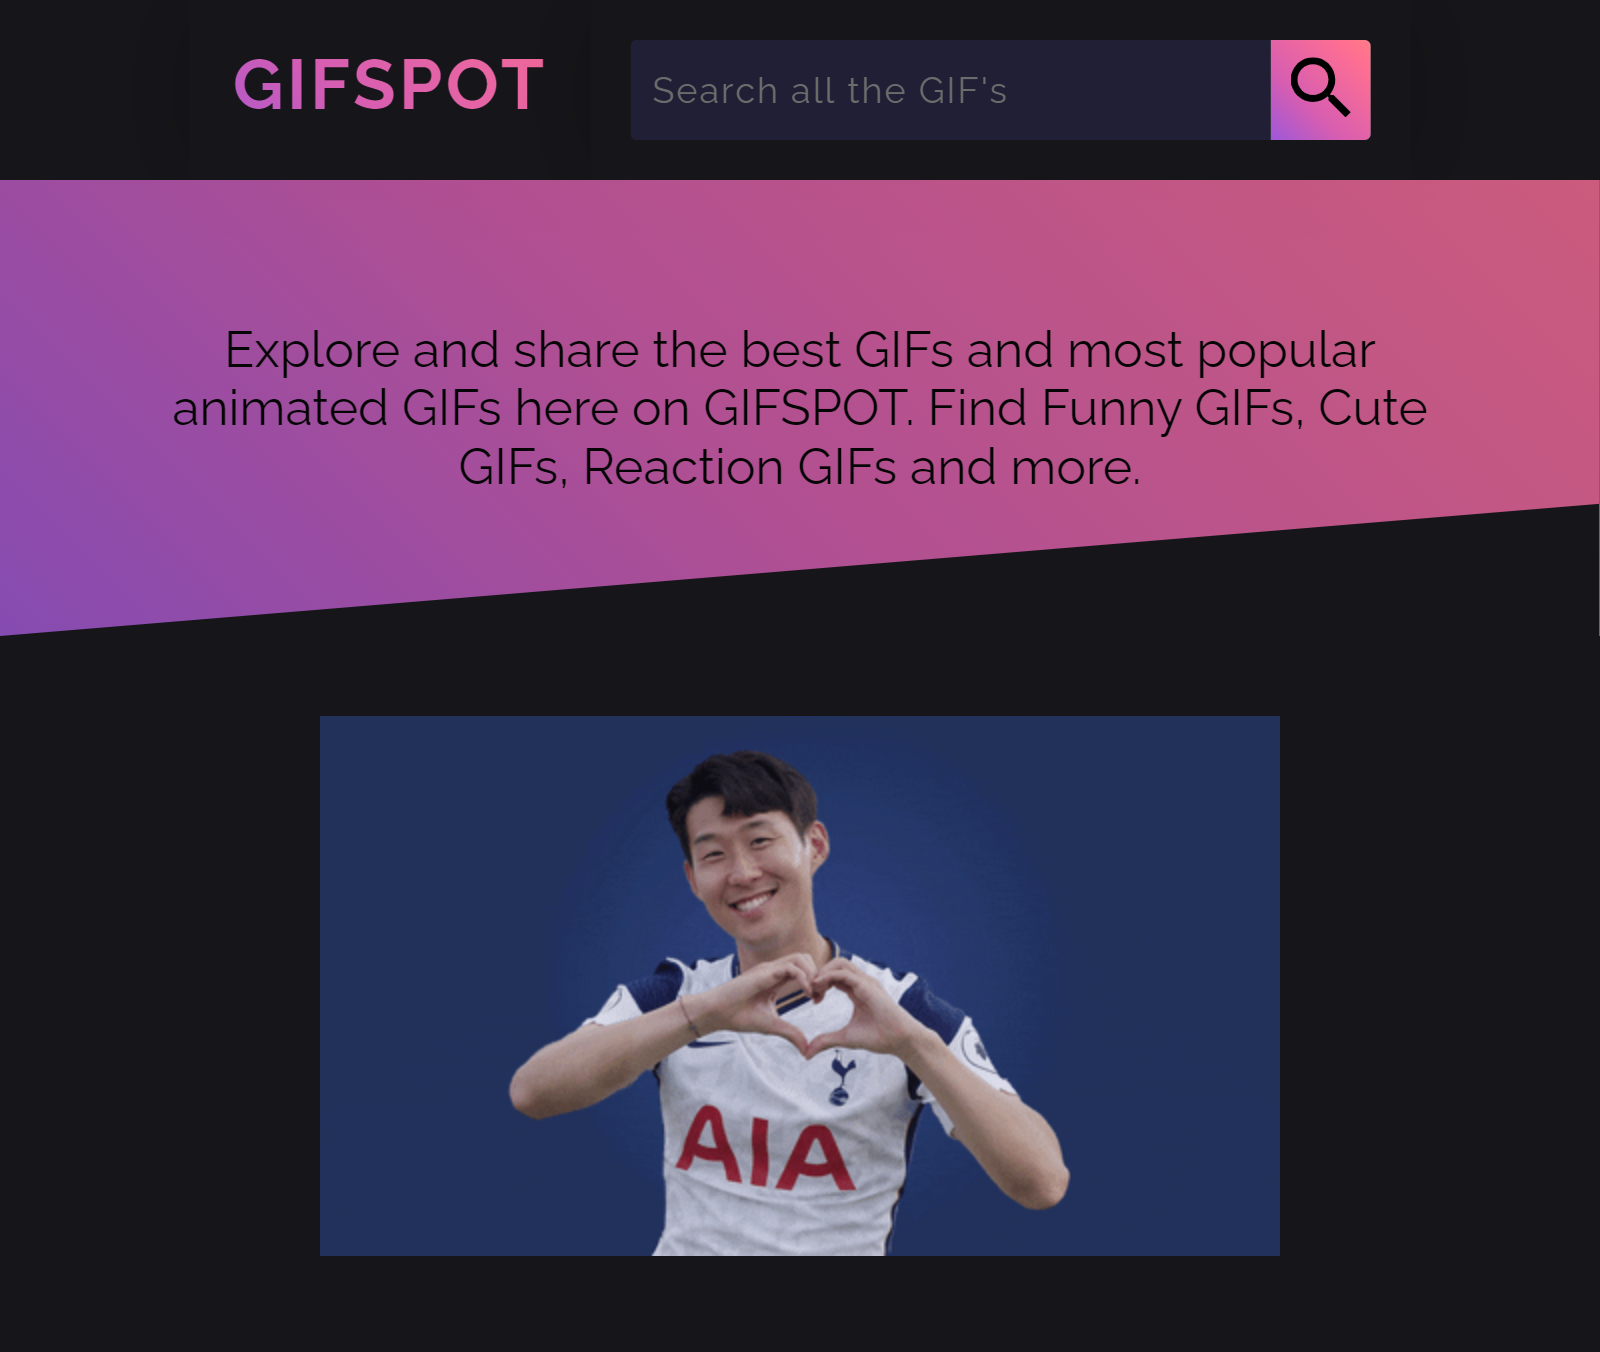 GIFSPOT
Search all the GIF's
Explore and share the best GIFs and most popular
animated GIFs here on GIFSPOT. Find Funny GIFs, Cute
GIFs, Reaction GIFs and more.
AIA